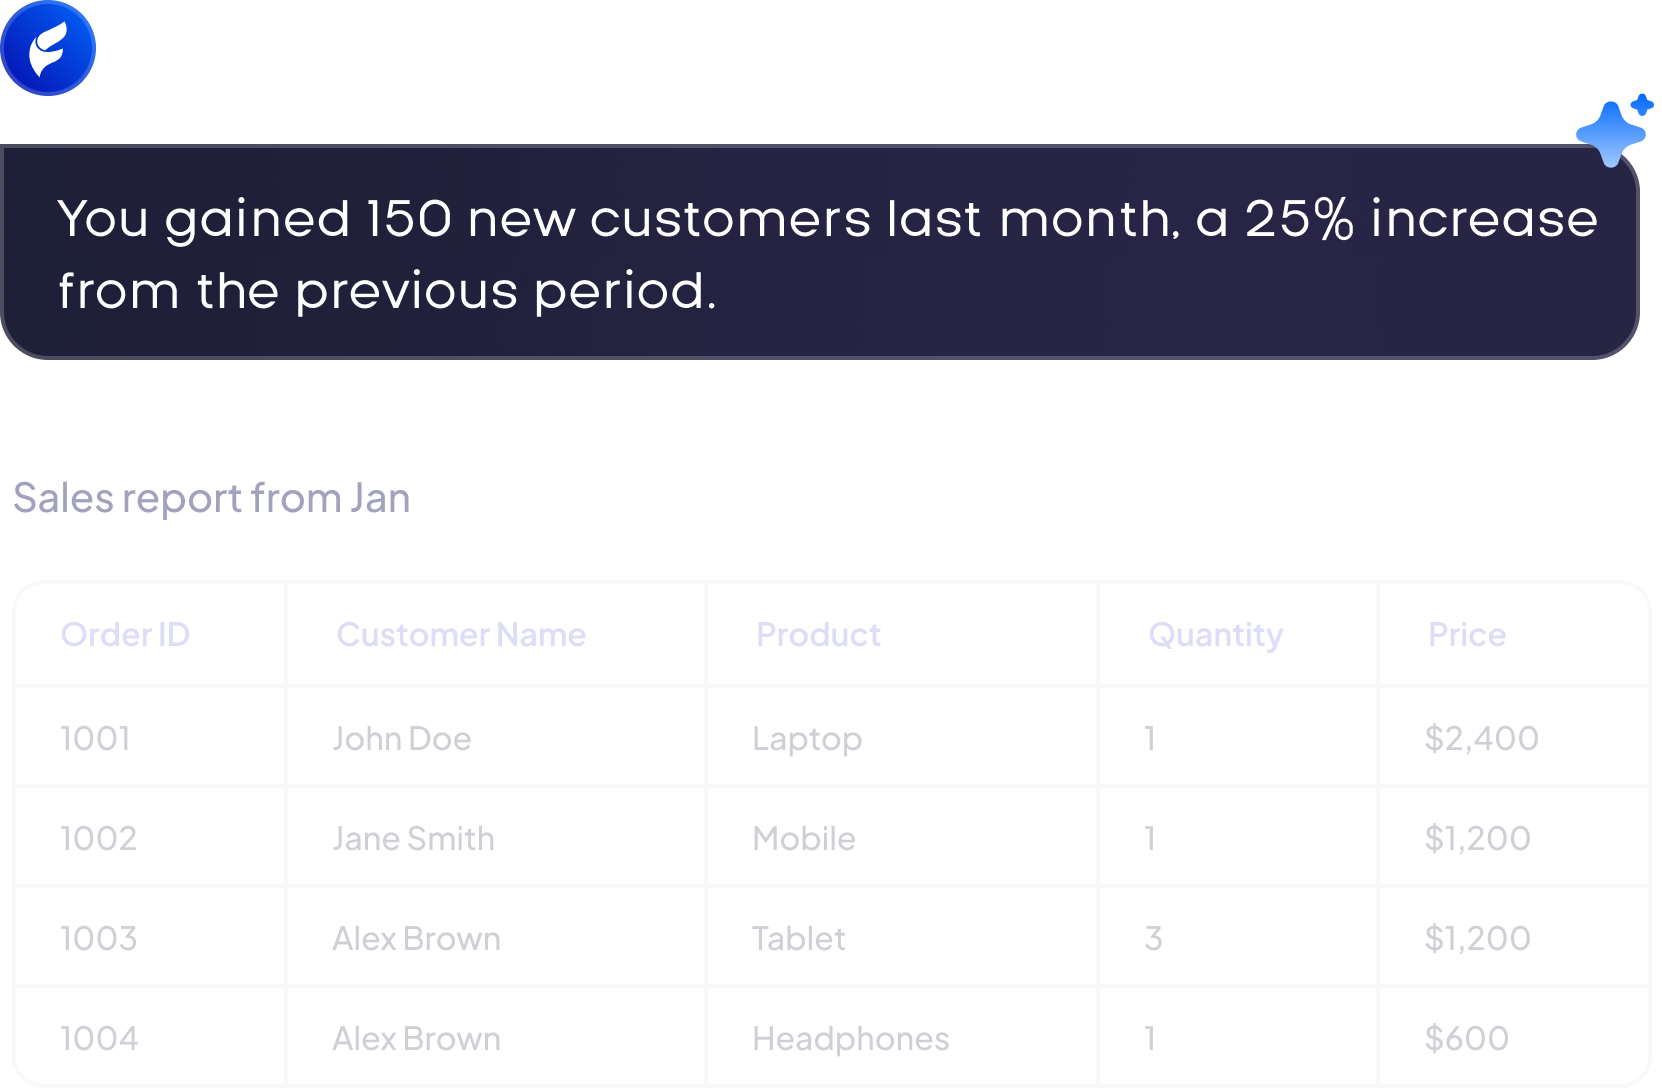 You gained 150 new customers last month, a 25% increase
from the previous period.
Sales report from Jan
Order ID Customer Name Product Quantity Price
1001 John Doe Laptop 1 $2,400
1002 Jane Smith Mobile 1 $1,200
1003 Alex Brown Tablet 3 $1,200
1004 Alex Brown Headphones 1 $600